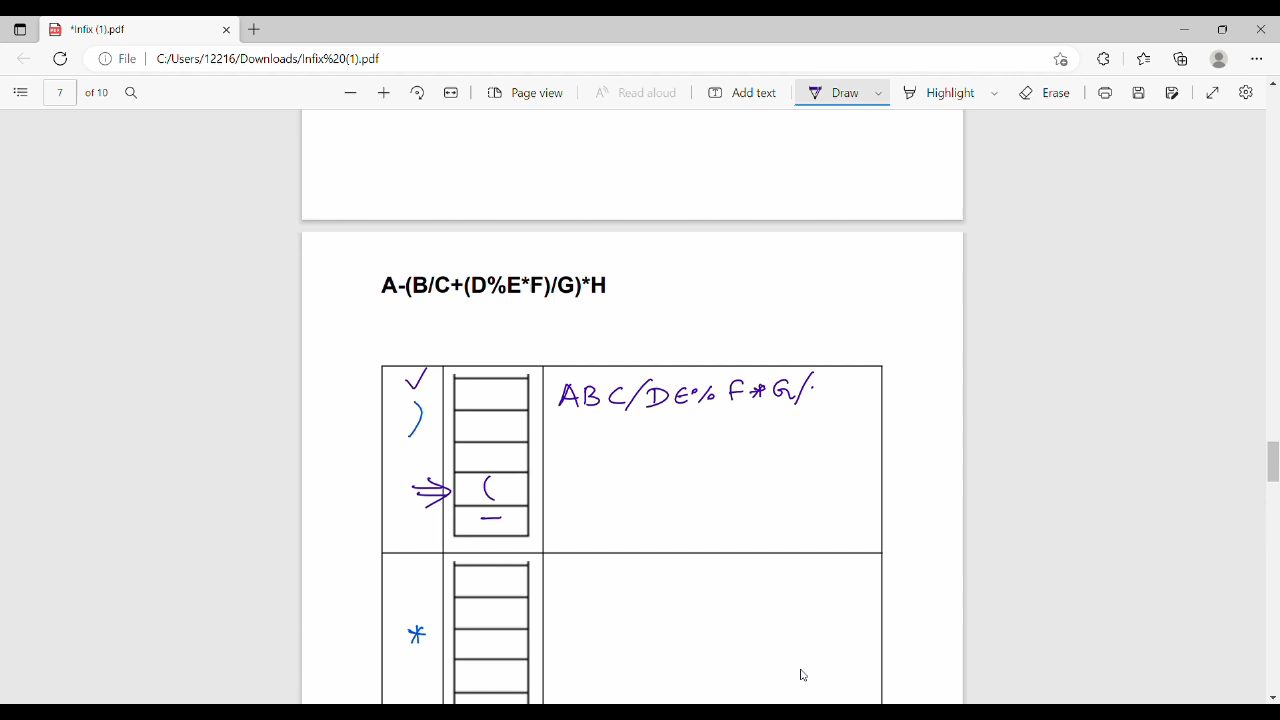 *Infix (1).pdf
File C:/Users/12216/Downloads/Infix%20(1).pdf
7 of 10 Page view Read aloud Add text Draw Highlight Erase
A-(B/C+(D%E*F)/G)*H
✓ ABC/DE%F*G/
)
(
-
*